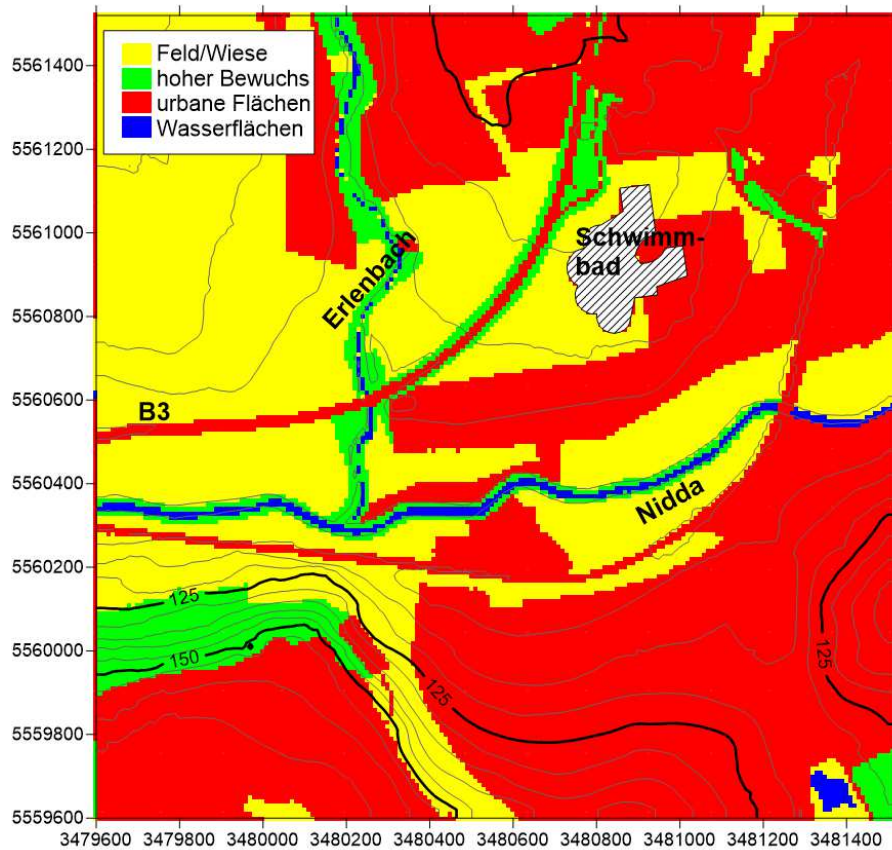 5561400
5561200
5561000
5560800
5560600
5560400
5560200
5560000
5559800
5559600
Feld/Wiese
hoher Bewuchs
urbane Flächen
Wasserflächen
Schwimm-
bad
Erlenbach
B3
Nidda
125
150
125
125
3479600 3479800 3480000 3480200 3480400 3480600 3480800 3481000 3481200 3481400